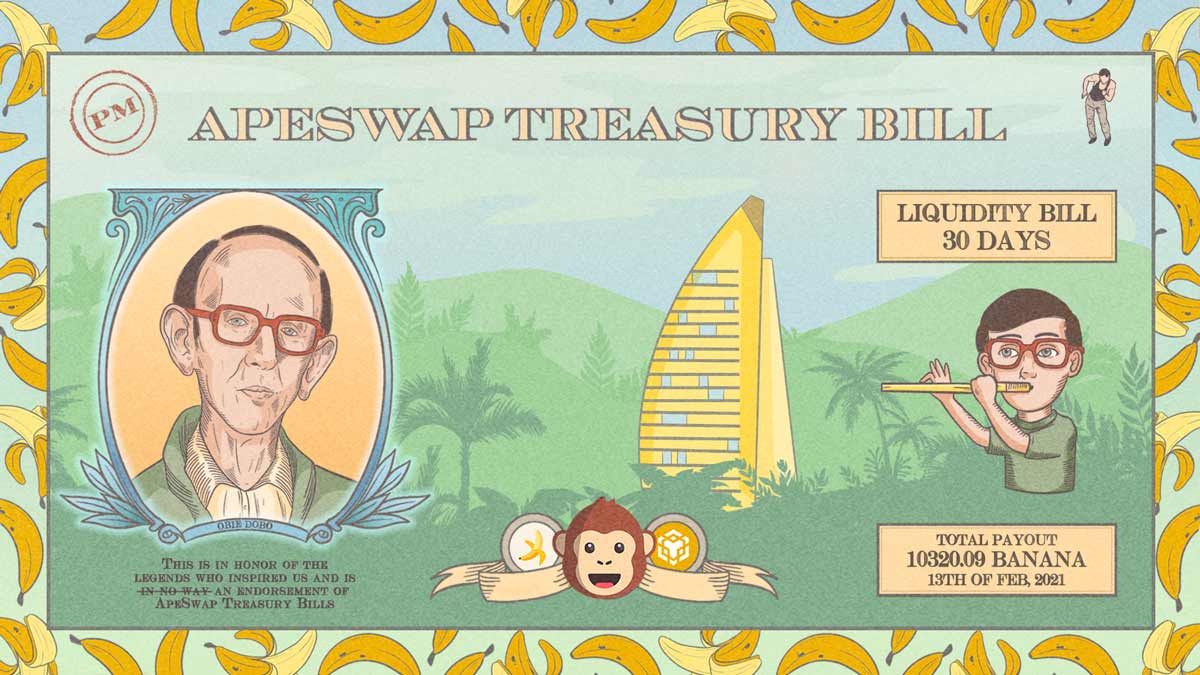 PM
APESWAP TREASURY BILL
LIQUIDITY BILL
30 DAYS
OBIE DOBO
THIS IS IN HONOR OF THE
LEGENDS WHO INSPIRED US AND IS
IN NO WAY AN ENDORSEMENT OF
APESWAP TREASURY BILLS
TOTAL PAYOUT
10320.09 BANANA
13TH OF FEB, 2021